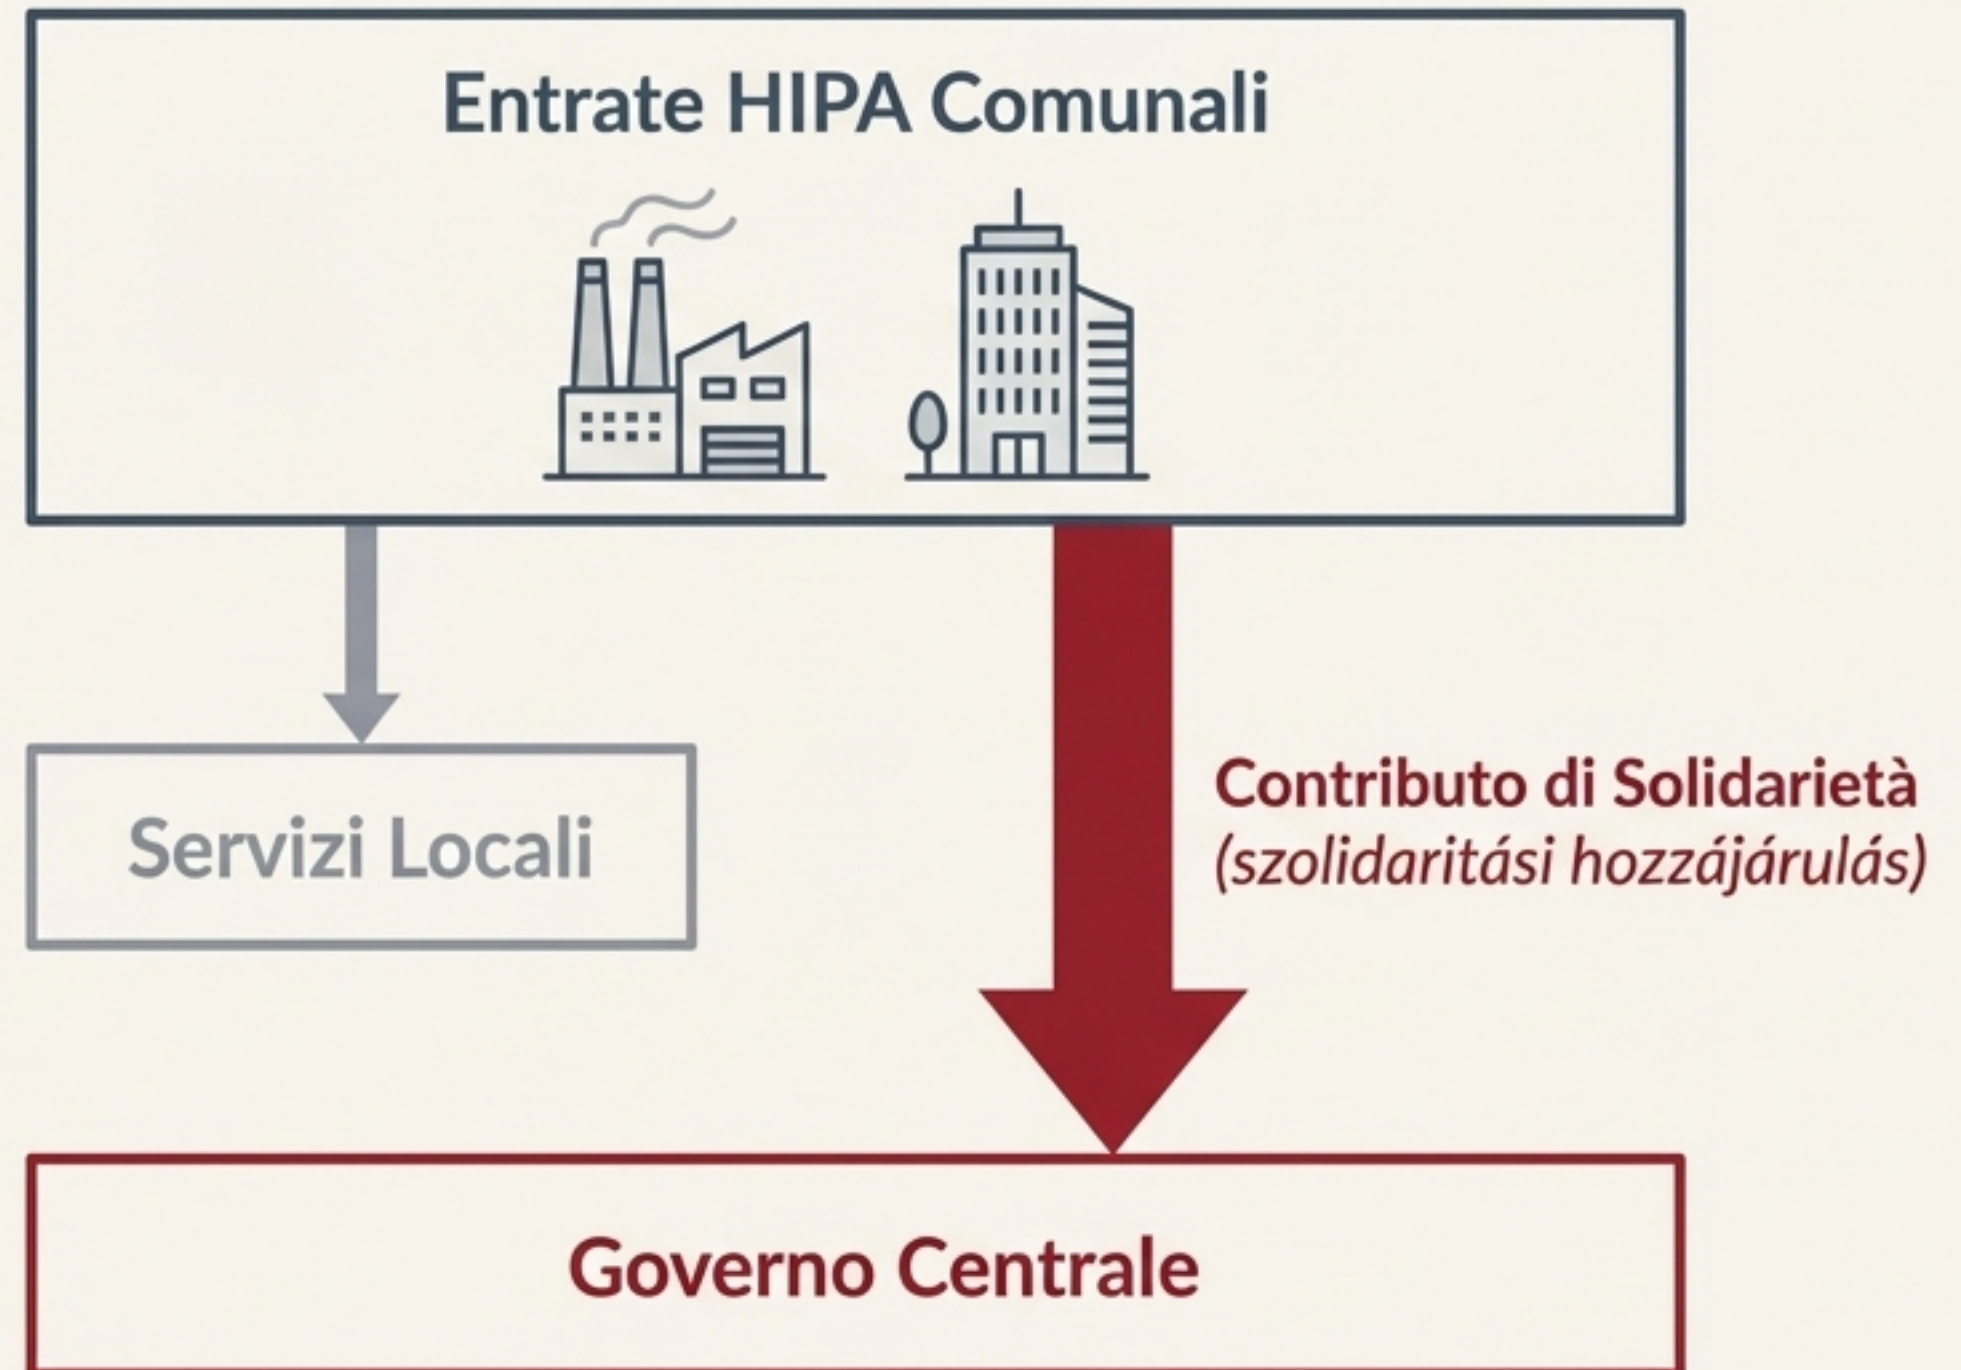 Entrate HIPA Comunali
Servizi Locali
Contributo di Solidarietà
(szolidaritási hozzájárulás)
Governo Centrale